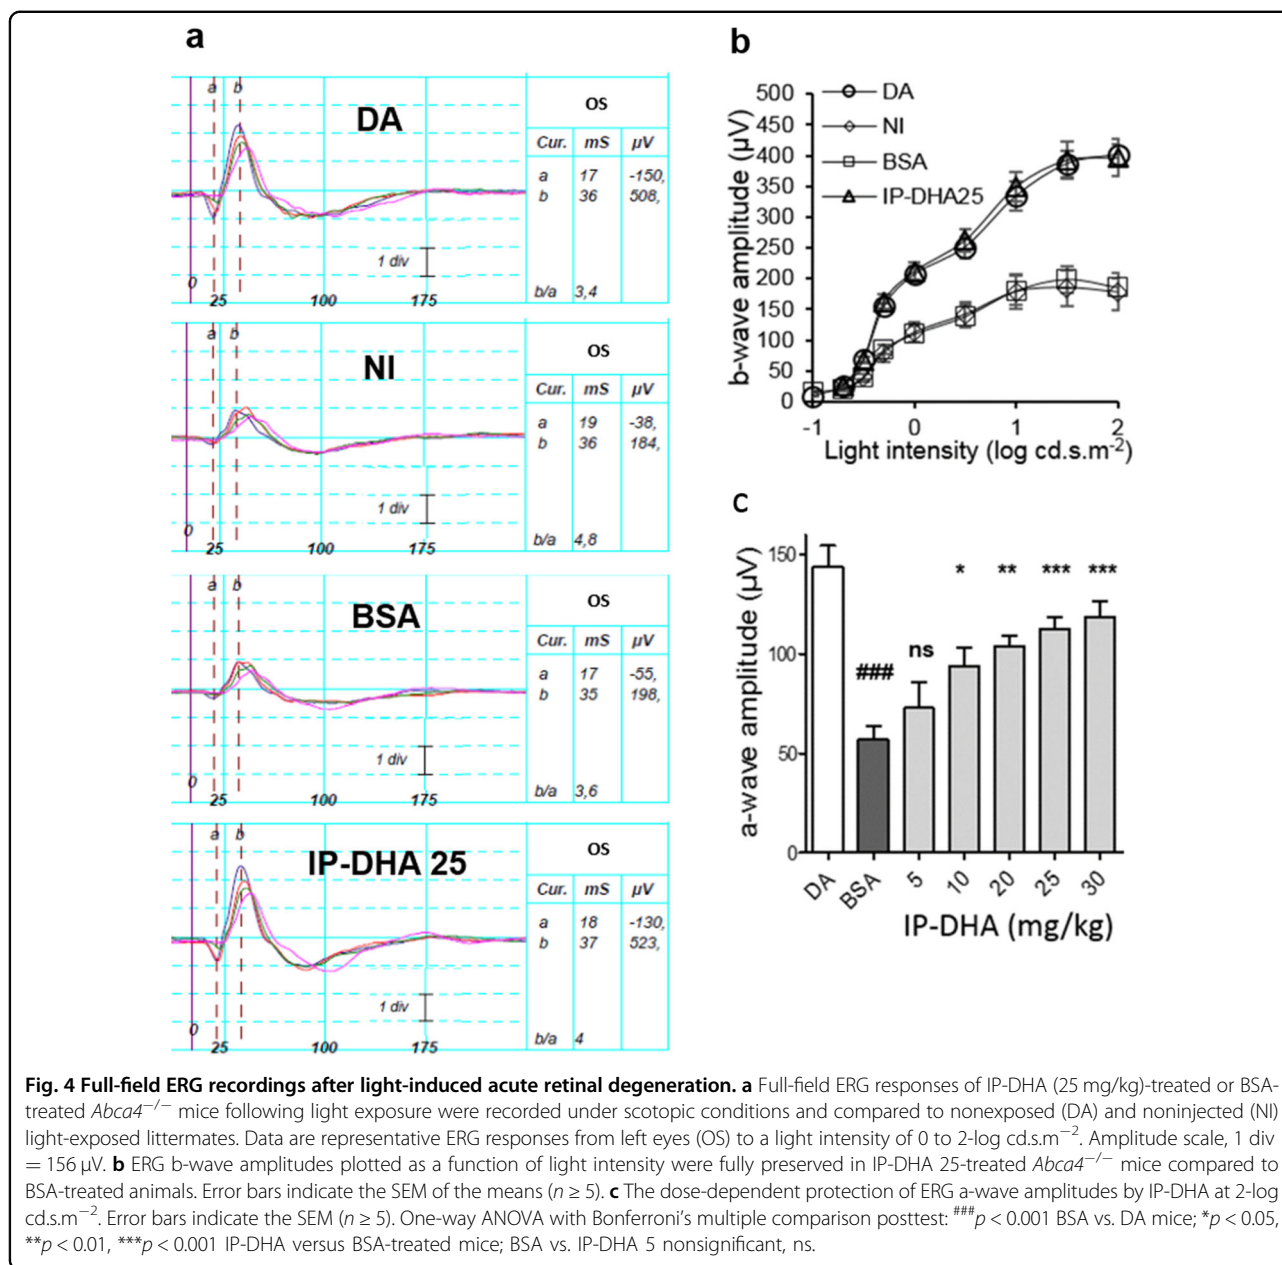 a
a b
DA
OS
Cur. mS µV
a 17 -150,
b 36 508,
1 div
0
25 100 175
b/a 3,4
a b
NI
OS
Cur. mS µV
a 19 -38,
b 36 184,
1 div
0
25 100 175
b/a 4,8
a b
BSA
OS
Cur. mS µV
a 17 -55,
b 35 198,
1 div
0
25 100 175
b/a 3,6
a b
IP-DHA 25
OS
Cur. mS µV
a 18 -130,
b 37 523,
1 div
0
25 100 175
b/a 4
b
b-wave amplitude (µV)
500
450
400
350
300
250
200
150
100
50
0
DA
NI
BSA
IP-DHA25
-1 0 1 2
Light intensity (log cd.s.m-2)
c
a-wave amplitude (µV)
150
100
50
0
### ns * ** *** ***
DA BSA 5 10 20 25 30
IP-DHA (mg/kg)
Fig. 4 Full-field ERG recordings after light-induced acute retinal degeneration. a Full-field ERG responses of IP-DHA (25 mg/kg)-treated or BSA-
treated Abca4−/− mice following light exposure were recorded under scotopic conditions and compared to nonexposed (DA) and noninjected (NI)
light-exposed littermates. Data are representative ERG responses from left eyes (OS) to a light intensity of 0 to 2-log cd.s.m−2. Amplitude scale, 1 div
= 156 µV. b ERG b-wave amplitudes plotted as a function of light intensity were fully preserved in IP-DHA 25-treated Abca4−/− mice compared to
BSA-treated animals. Error bars indicate the SEM of the means (n ≥ 5). c The dose-dependent protection of ERG a-wave amplitudes by IP-DHA at 2-log
cd.s.m−2. Error bars indicate the SEM (n ≥ 5). One-way ANOVA with Bonferroni's multiple comparison posttest: ###p < 0.001 BSA vs. DA mice; *p < 0.05,
**p < 0.01, ***p < 0.001 IP-DHA versus BSA-treated mice; BSA vs. IP-DHA 5 nonsignificant, ns.